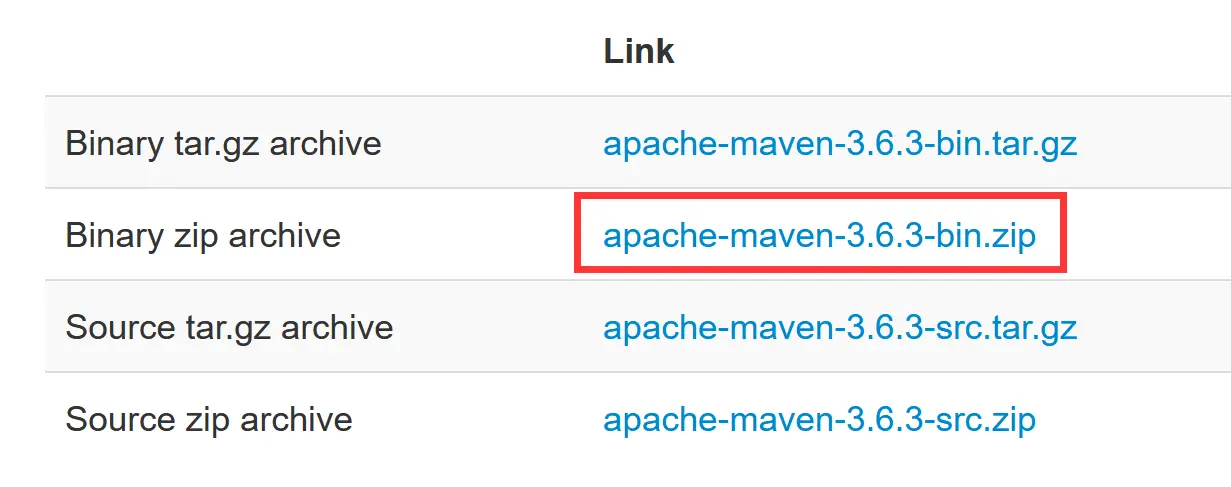 Link
Binary tar.gz archive apache-maven-3.6.3-bin.tar.gz
Binary zip archive apache-maven-3.6.3-bin.zip
Source tar.gz archive apache-maven-3.6.3-src.tar.gz
Source zip archive apache-maven-3.6.3-src.zip